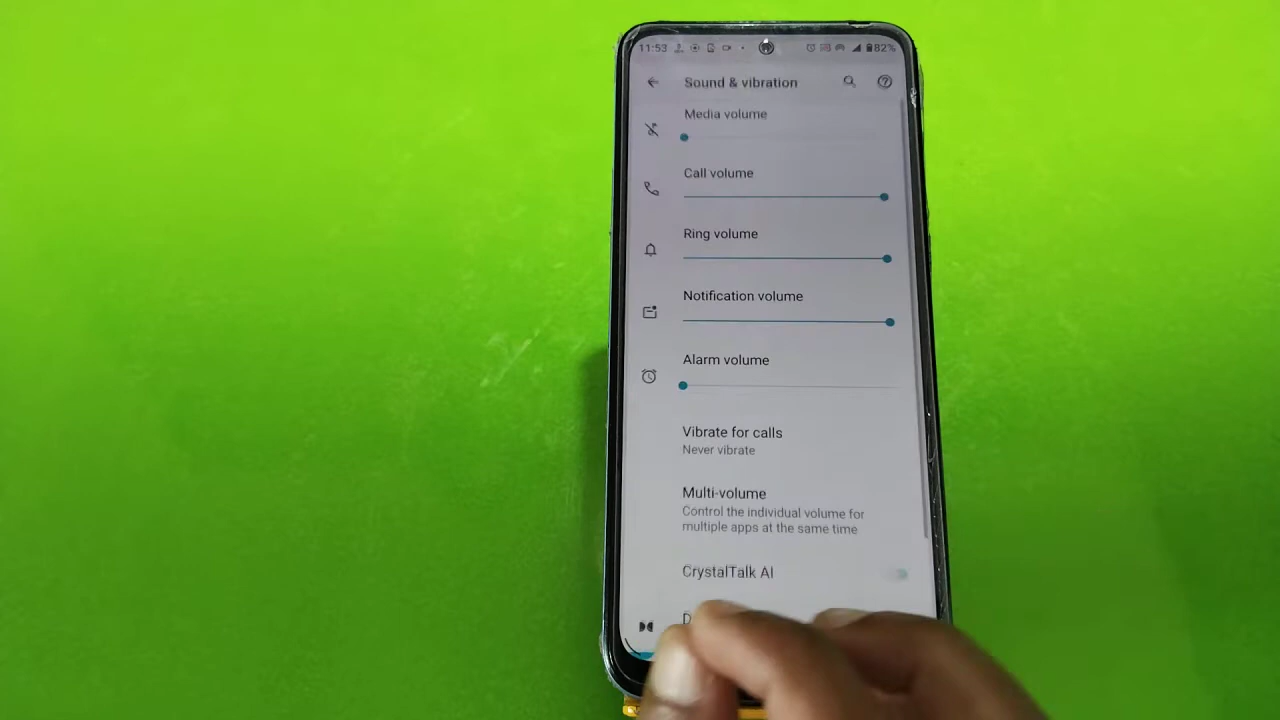 11:53 82%
Sound & vibration
Media volume
Call volume
Ring volume
Notification volume
Alarm volume
Vibrate for calls
Never vibrate
Multi-volume
Control the individual volume for
multiple apps at the same time
CrystalTalk AI